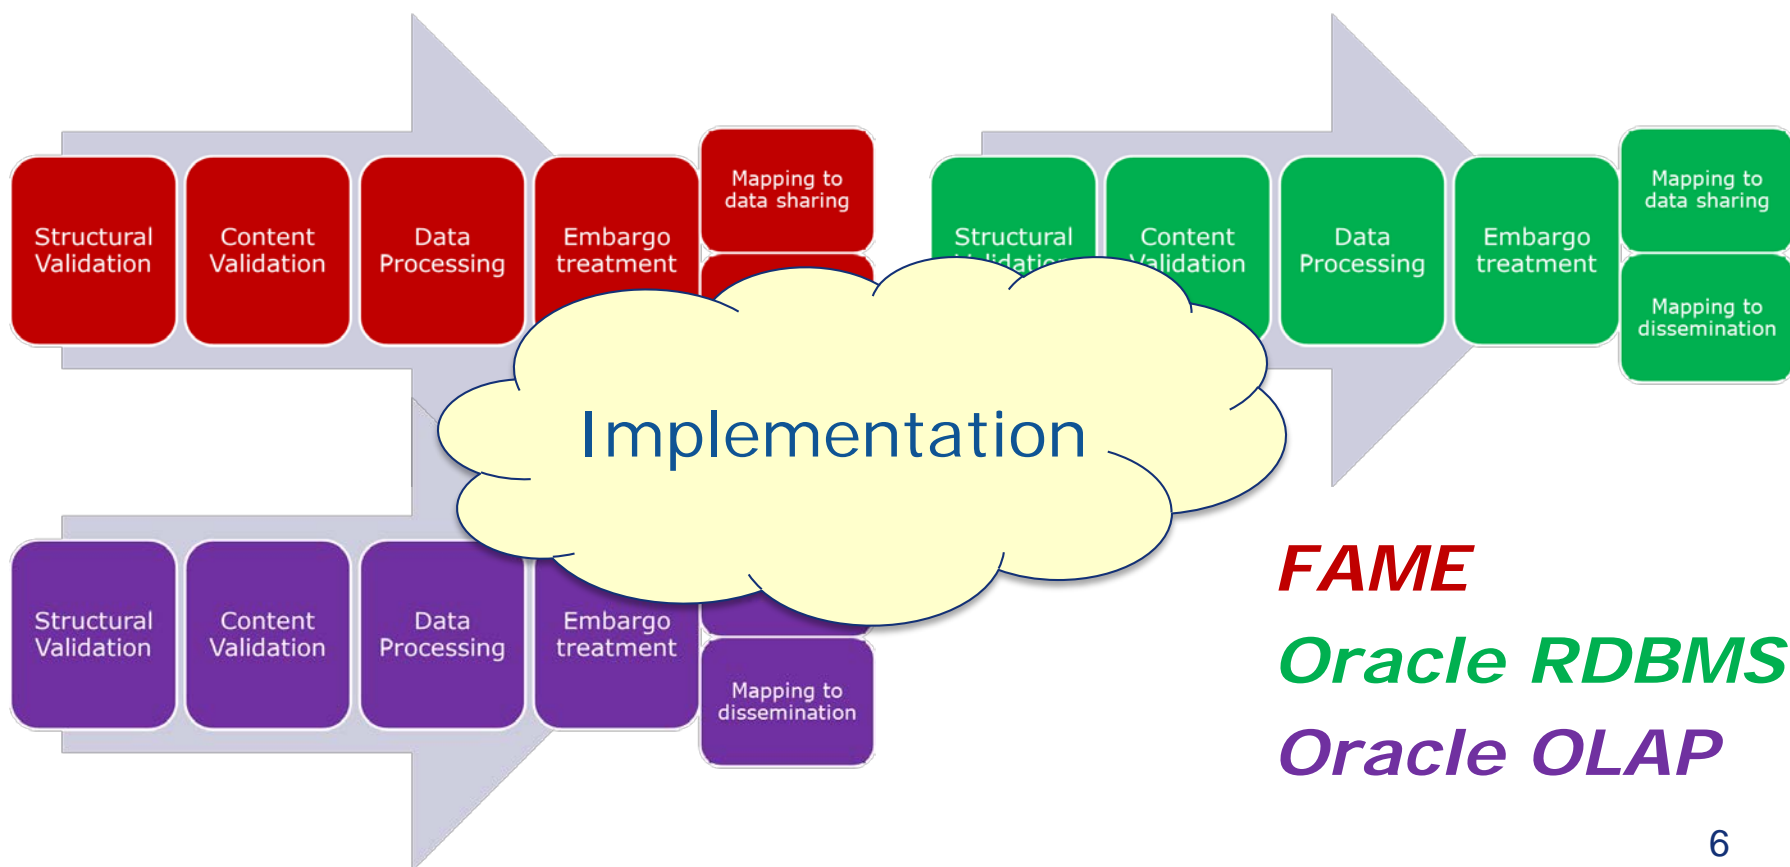 Structural
Validation
Content
Validation
Data
Processing
Embargo
treatment
Mapping to
data sharing
Structural
Validation
Content
Validation
Data
Processing
Embargo
treatment
Mapping to
data sharing
Mapping to
dissemination
Implementation
Structural
Validation
Content
Validation
Data
Processing
Embargo
treatment
Mapping to
dissemination
FAME
Oracle RDBMS
Oracle OLAP
6